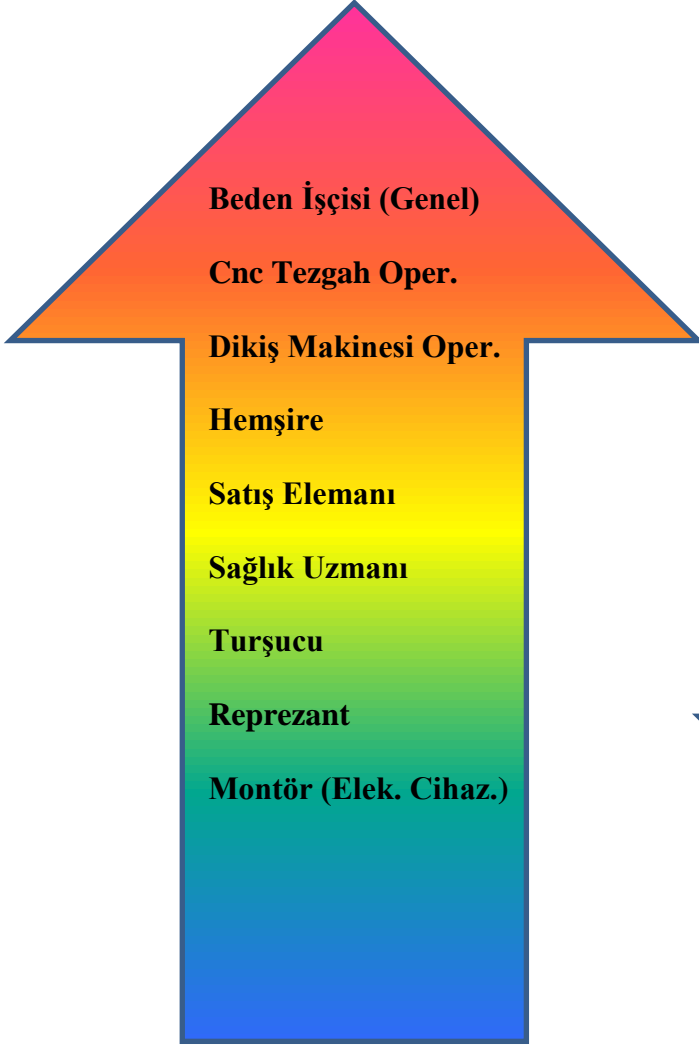 Beden İşçisi (Genel)
Cnc Tezgah Oper.
Dikiş Makinesi Oper.
Hemşire
Satış Elemanı
Sağlık Uzmanı
Turşucu
Reprezant
Montör (Elek. Cihaz.)